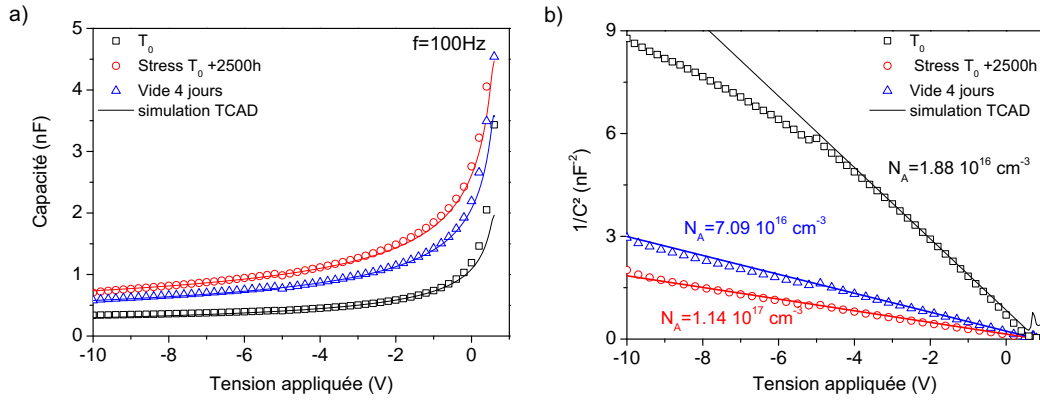 a)
f=100Hz
T₀
Stress T₀ +2500h
Vide 4 jours
simulation TCAD
Capacité (nF)
5
4
3
2
1
0
-10
-8
-6
-4
-2
0
Tension appliquée (V)
b)
T₀
Stress T₀ +2500h
Vide 4 jours
simulation TCAD
N_A=1.88 10¹⁶ cm⁻³
N_A=7.09 10¹⁶ cm⁻³
N_A=1.14 10¹⁷ cm⁻³
1/C² (nF⁻²)
9
6
3
0
-10
-8
-6
-4
-2
0
Tension appliquée (V)